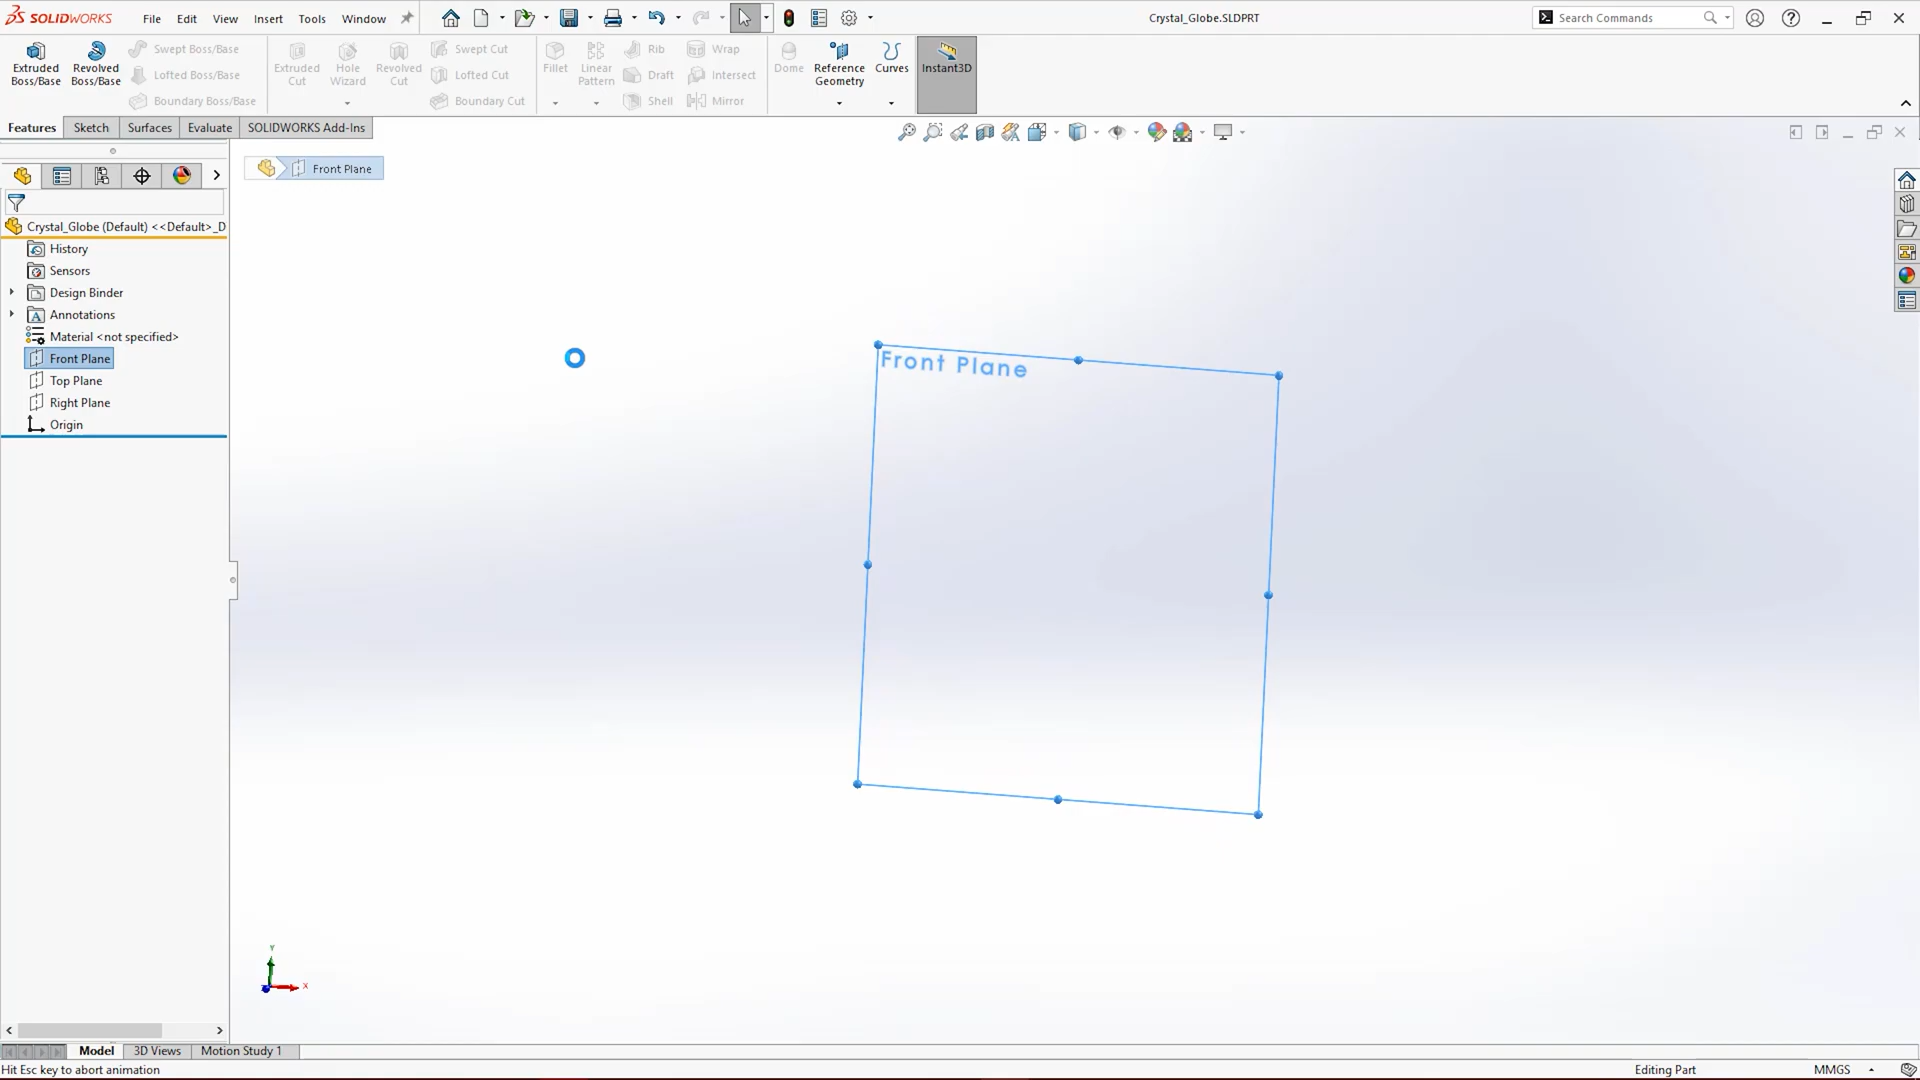 SOLIDWORKS File Edit View Insert Tools Window Crystal_Globe.SLDPRT Search Commands
Extruded Boss/Base
Revolved Boss/Base
Swept Boss/Base
Lofted Boss/Base
Boundary Boss/Base
Extruded Cut
Hole Wizard
Revolved Cut
Swept Cut
Lofted Cut
Boundary Cut
Fillet
Linear Pattern
Rib
Draft
Shell
Wrap
Intersect
Mirror
Dome
Reference Geometry
Curves
Instant3D
Features Sketch Surfaces Evaluate SOLIDWORKS Add-Ins
Front Plane
Crystal_Globe (Default) <<Default>_D
History
Sensors
Design Binder
Annotations
Material <not specified>
Front Plane
Top Plane
Right Plane
Origin
Front Plane
Y
X
Model 3D Views Motion Study 1
Hit Esc key to abort animation Editing Part MMGS